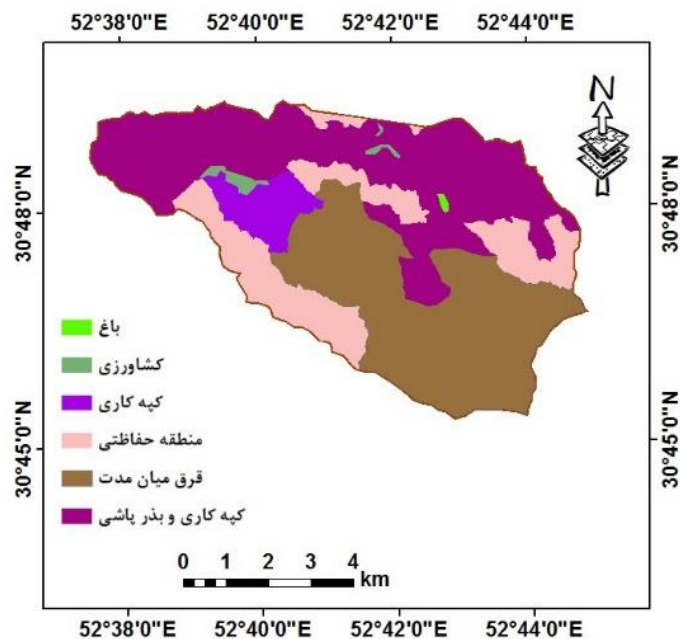 52°38'0"E 52°40'0"E 52°42'0"E 52°44'0"E
N
30°48'0"N 30°48'0"N
باغ
کشاورزی
کپه کاری
منطقه حفاظتی
30°45'0"N 30°45'0"N
قرق میان مدت
کپه کاری و بذر پاشی
0 1 2 3 4
km
52°38'0"E 52°40'0"E 52°42'0"E 52°44'0"E